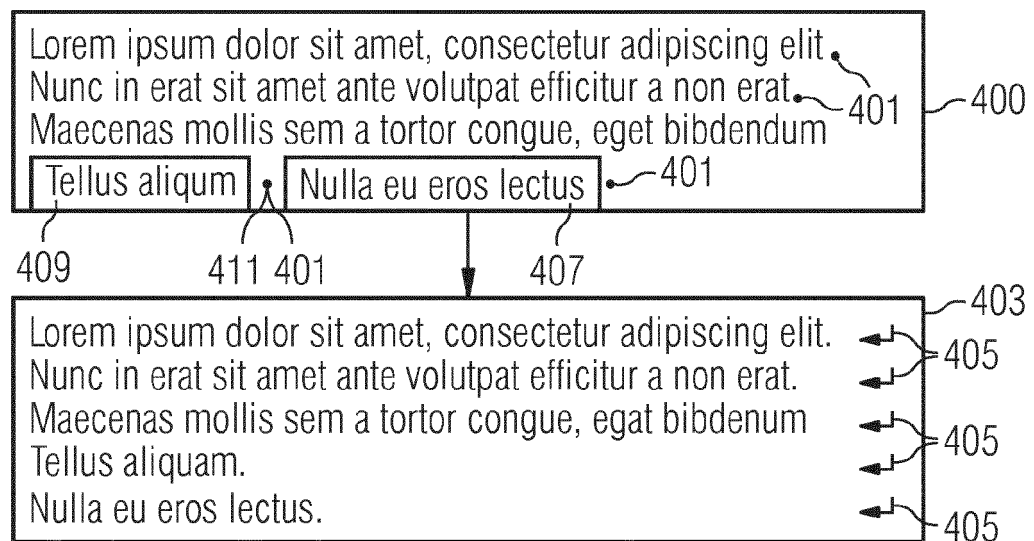 Lorem ipsum dolor sit amet, consectetur adipiscing elit.
Nunc in erat sit amet ante volutpat efficitur a non erat. 401 400
Maecenas mollis sem a tortor congue, eget bibdendum
Tellus aliqum . Nulla eu eros lectus . 401
409 411 401 407
403
Lorem ipsum dolor sit amet, consectetur adipiscing elit.
405
Nunc in erat sit amet ante volutpat efficitur a non erat.
Maecenas mollis sem a tortor congue, egat bibdenum
405
Tellus aliquam.
Nulla eu eros lectus.
405